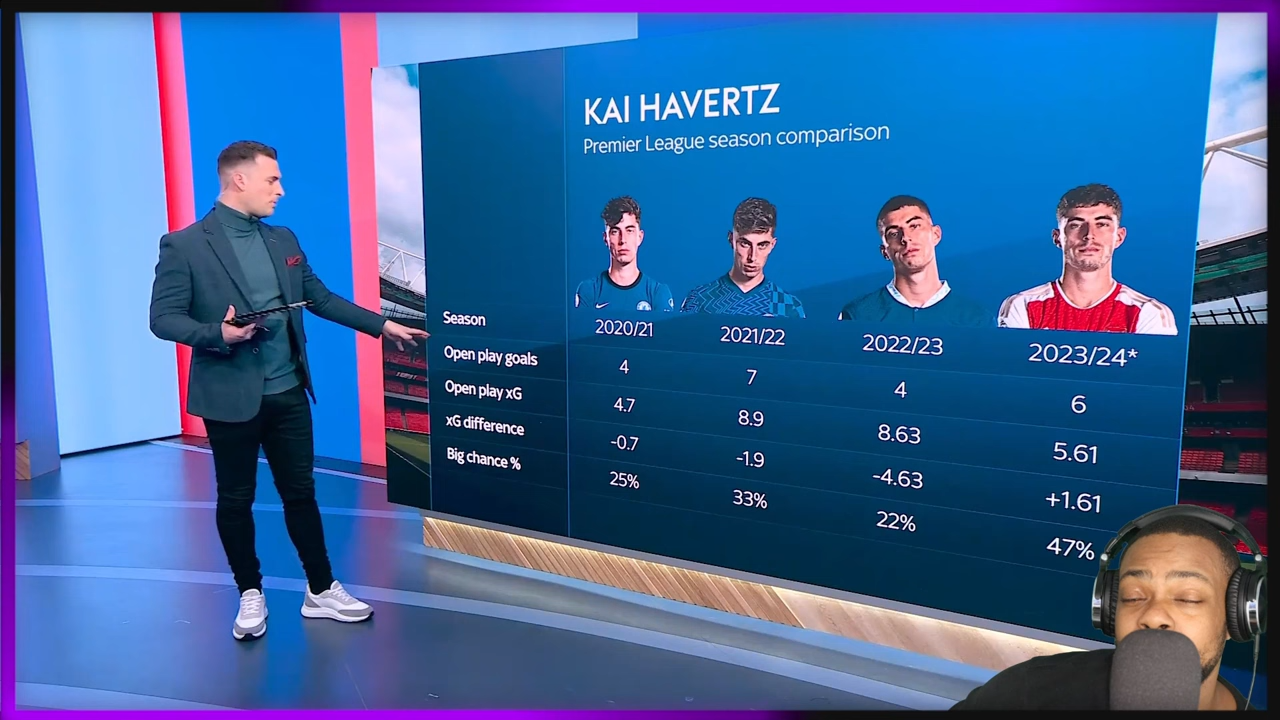 KAI HAVERTZ
Premier League season comparison
Season 2020/21 2021/22 2022/23 2023/24*
Open play goals 4 7 4 6
Open play xG 4.7 8.9 8.63 5.61
xG difference -0.7 -1.9 -4.63 +1.61
Big chance % 25% 33% 22% 47%